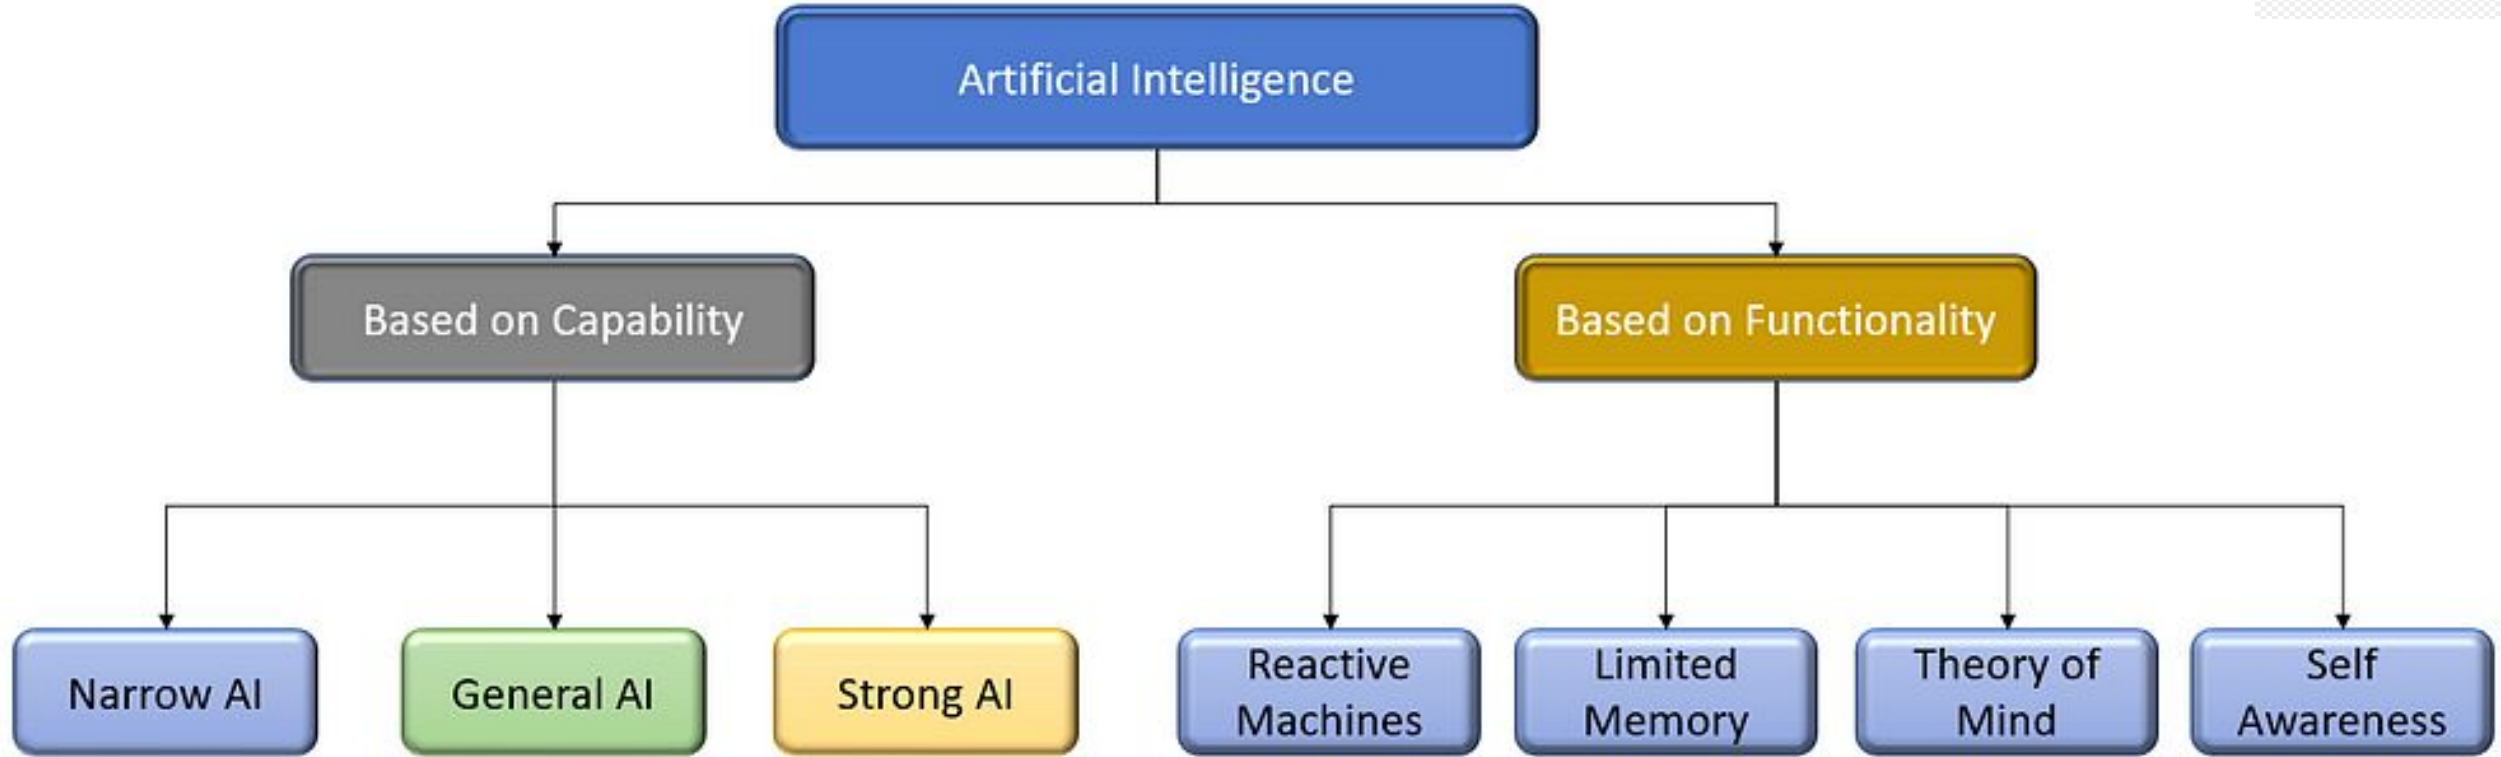 Artificial Intelligence
Based on Capability
Based on Functionality
Narrow AI
General AI
Strong AI
Reactive
Machines
Limited
Memory
Theory of
Mind
Self
Awareness